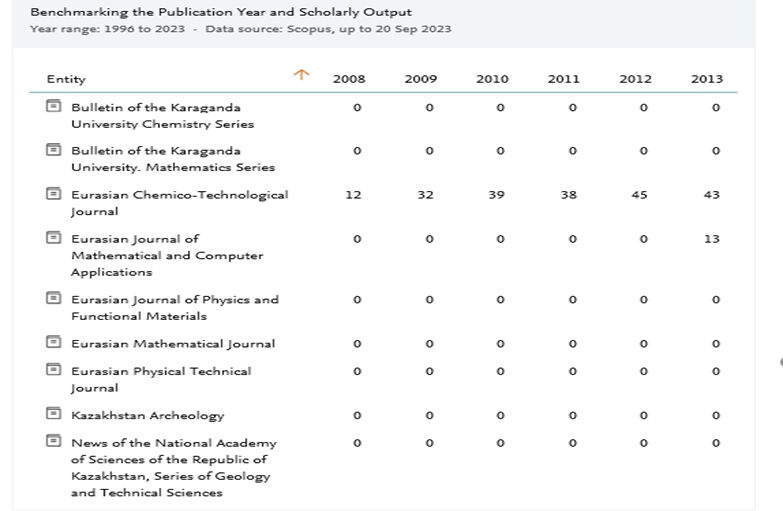 Benchmarking the Publication Year and Scholarly Output
Year range: 1996 to 2023 - Data source: Scopus, up to 20 Sep 2023
Entity 2008 2009 2010 2011 2012 2013
Bulletin of the Karaganda 0 0 0 0 0 0
University Chemistry Series
Bulletin of the Karaganda 0 0 0 0 0 0
University. Mathematics Series
Eurasian Chemico-Technological 12 32 39 38 45 43
Journal
Eurasian Journal of 0 0 0 0 0 13
Mathematical and Computer
Applications
Eurasian Journal of Physics and 0 0 0 0 0 0
Functional Materials
Eurasian Mathematical Journal 0 0 0 0 0 0
Eurasian Physical Technical 0 0 0 0 0 0
Journal
Kazakhstan Archeology 0 0 0 0 0 0
News of the National Academy 0 0 0 0 0 0
of Sciences of the Republic of
Kazakhstan, Series of Geology
and Technical Sciences